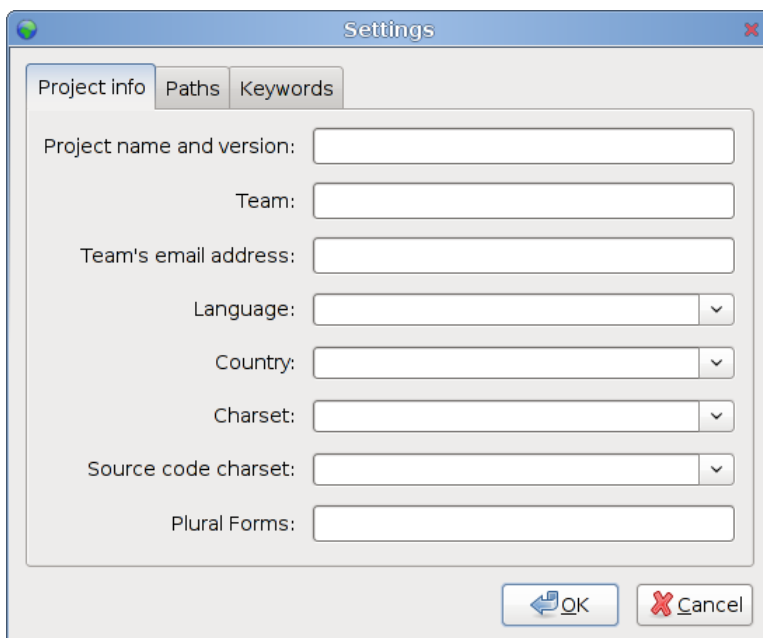 Settings
Project info Paths Keywords
Project name and version:
Team:
Team's email address:
Language:
Country:
Charset:
Source code charset:
Plural Forms:
OK Cancel